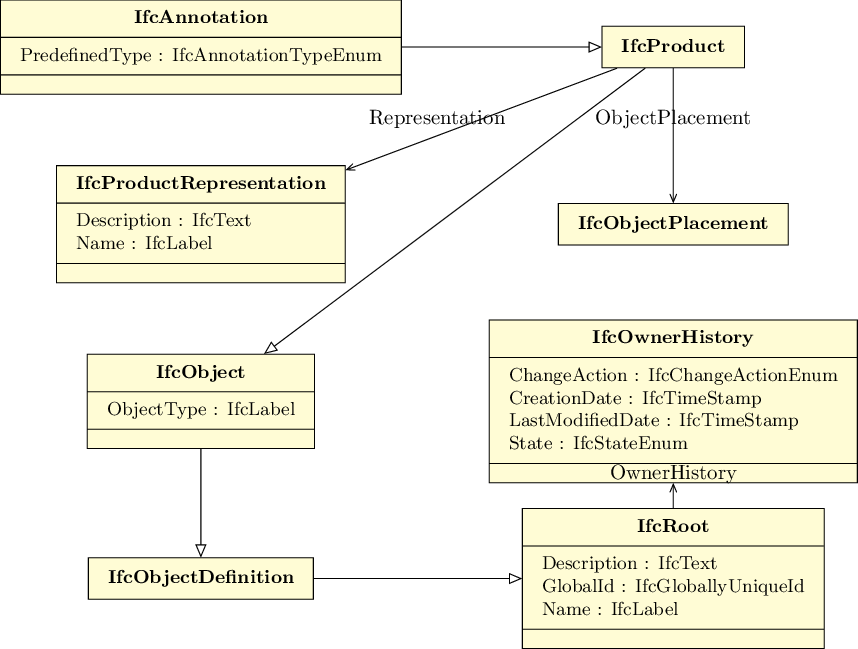 IfcAnnotation
PredefinedType : IfcAnnotationTypeEnum
IfcProduct
Representation
ObjectPlacement
IfcProductRepresentation
Description : IfcText
Name : IfcLabel
IfcObjectPlacement
IfcObject
ObjectType : IfcLabel
IfcOwnerHistory
ChangeAction : IfcChangeActionEnum
CreationDate : IfcTimeStamp
LastModifiedDate : IfcTimeStamp
State : IfcStateEnum
OwnerHistory
IfcObjectDefinition
IfcRoot
Description : IfcText
GlobalId : IfcGloballyUniqueId
Name : IfcLabel